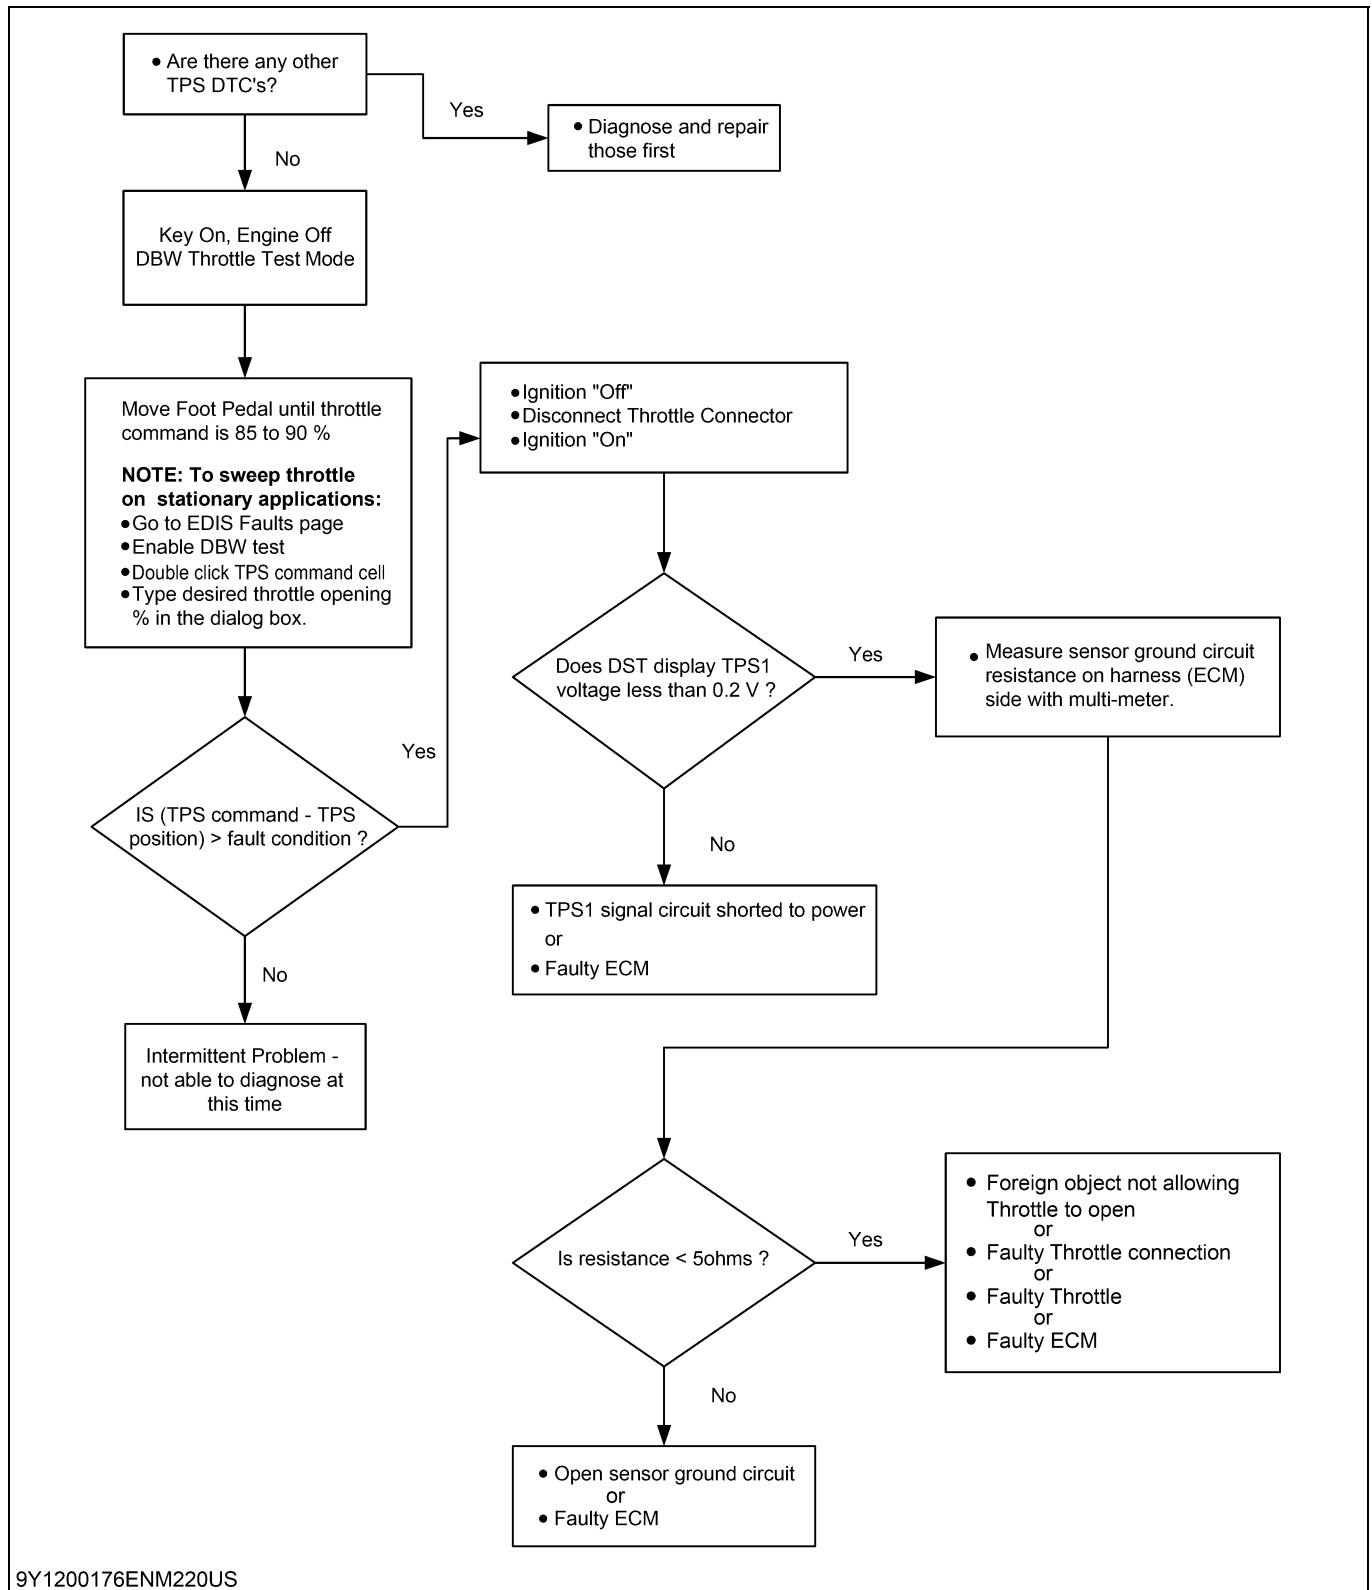 • Are there any other
TPS DTC's?
Yes
• Diagnose and repair
those first
No
Key On, Engine Off
DBW Throttle Test Mode
Move Foot Pedal until throttle
command is 85 to 90 %
NOTE: To sweep throttle
on stationary applications:
•Go to EDIS Faults page
•Enable DBW test
•Double click TPS command cell
•Type desired throttle opening
% in the dialog box.
IS (TPS command - TPS
position) > fault condition ?
Yes
No
Intermittent Problem -
not able to diagnose at
this time
•Ignition "Off"
•Disconnect Throttle Connector
•Ignition "On"
Does DST display TPS1
voltage less than 0.2 V ?
Yes
• Measure sensor ground circuit
resistance on harness (ECM)
side with multi-meter.
No
• TPS1 signal circuit shorted to power
or
• Faulty ECM
Is resistance < 5ohms ?
Yes
• Foreign object not allowing
Throttle to open
or
• Faulty Throttle connection
or
• Faulty Throttle
or
• Faulty ECM
No
• Open sensor ground circuit
or
• Faulty ECM
9Y1200176ENM220US